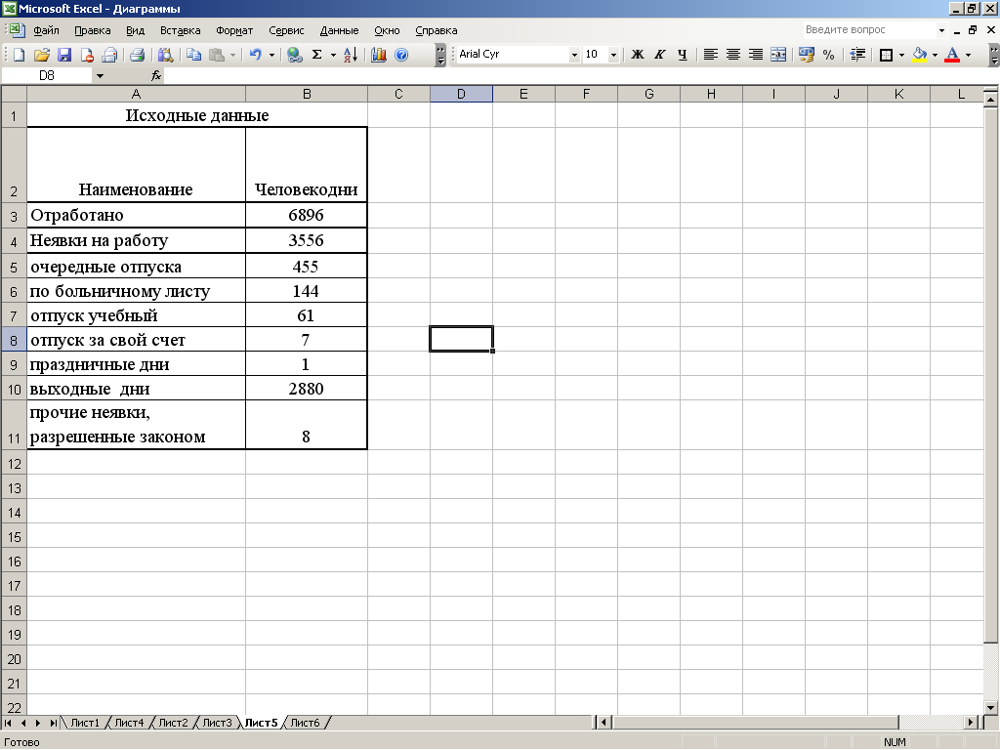 Microsoft Excel - Диаграммы
Файл Правка Вид Вставка Формат Сервис Данные Окно Справка Введите вопрос
Σ Arial Cyr 10 Ж К Ч % А
D8 fx
A B C D E F G H I J K L
1 Исходные данные
2 Наименование Человекодни
3 Отработано 6896
4 Неявки на работу 3556
5 очередные отпуска 455
6 по больничному листу 144
7 отпуск учебный 61
8 отпуск за свой счет 7
9 праздничные дни 1
10 выходные дни 2880
прочие неявки,
11 разрешенные законом 8
12
13
14
15
16
17
18
19
20
21
22
Лист1 Лист4 Лист2 Лист3 Лист5 Лист6
Готово NUM